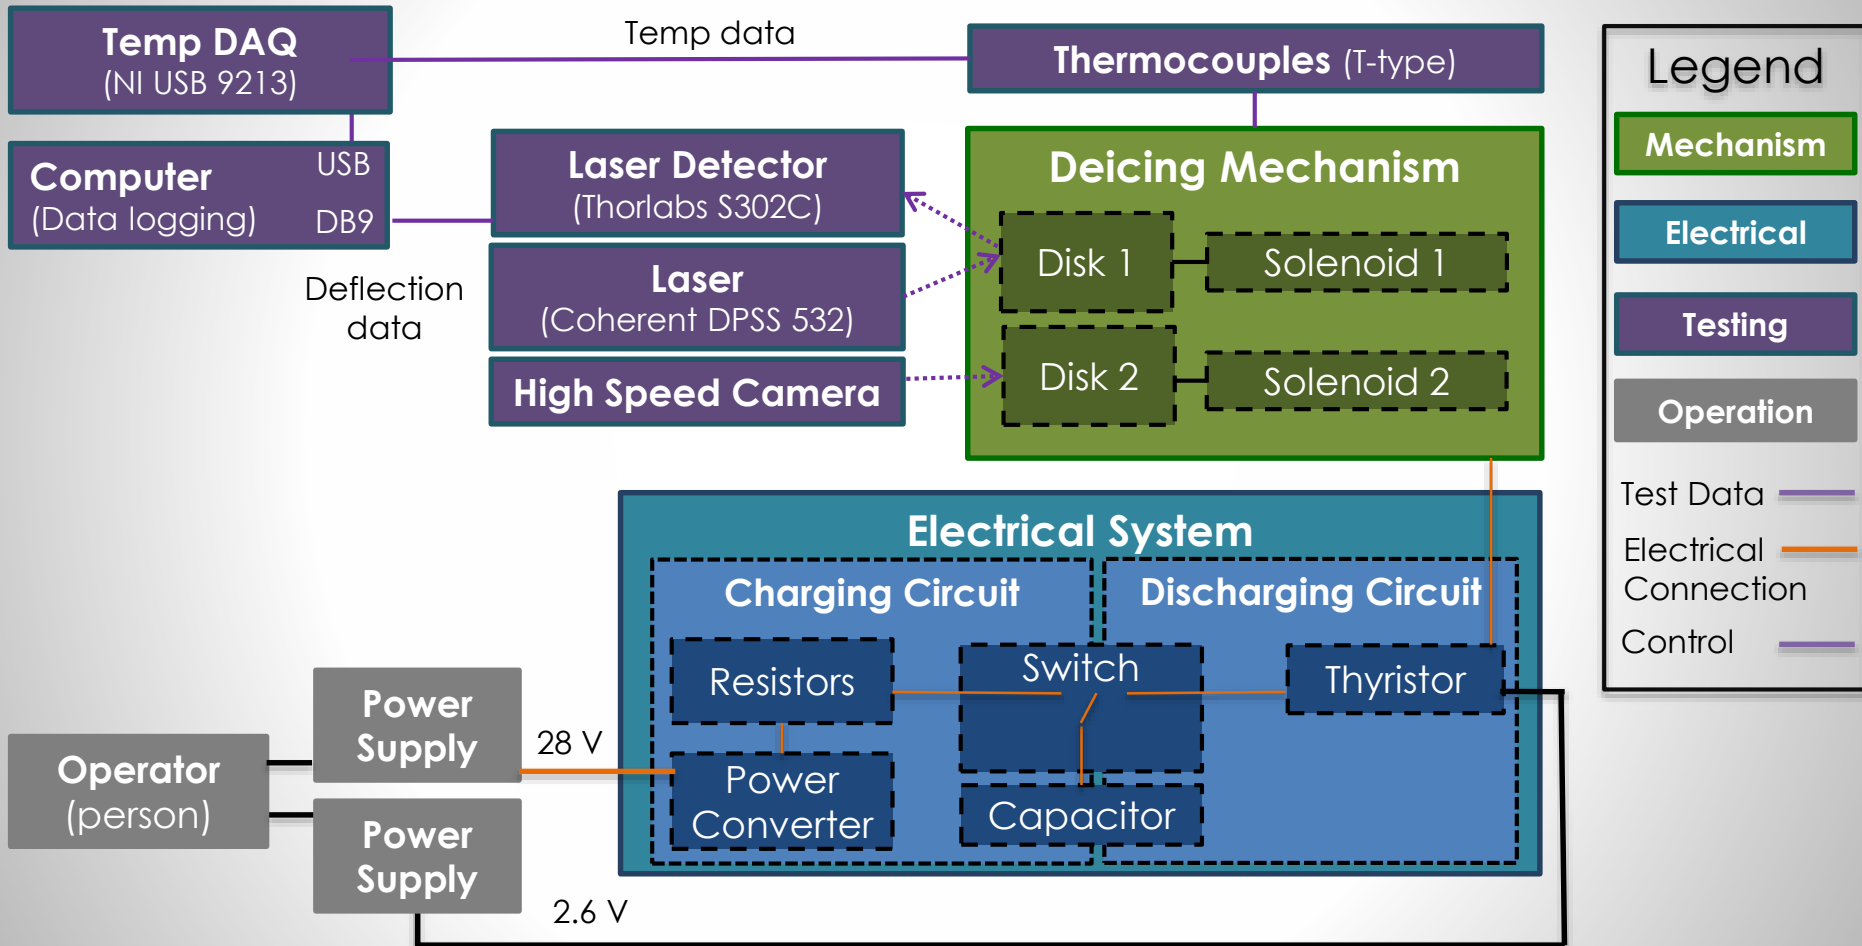 Temp DAQ
(NI USB 9213)
Temp data
Thermocouples (T-type)
Computer
(Data logging)
USB
DB9
Laser Detector
(Thorlabs S302C)
Deflection
data
Laser
(Coherent DPSS 532)
High Speed Camera
Deicing Mechanism
Disk 1
Solenoid 1
Disk 2
Solenoid 2
Electrical System
Charging Circuit
Discharging Circuit
Resistors
Switch
Thyristor
Power
Converter
Capacitor
Operator
(person)
Power
Supply
28 V
Power
Supply
2.6 V
Legend
Mechanism
Electrical
Testing
Operation
Test Data
Electrical
Connection
Control